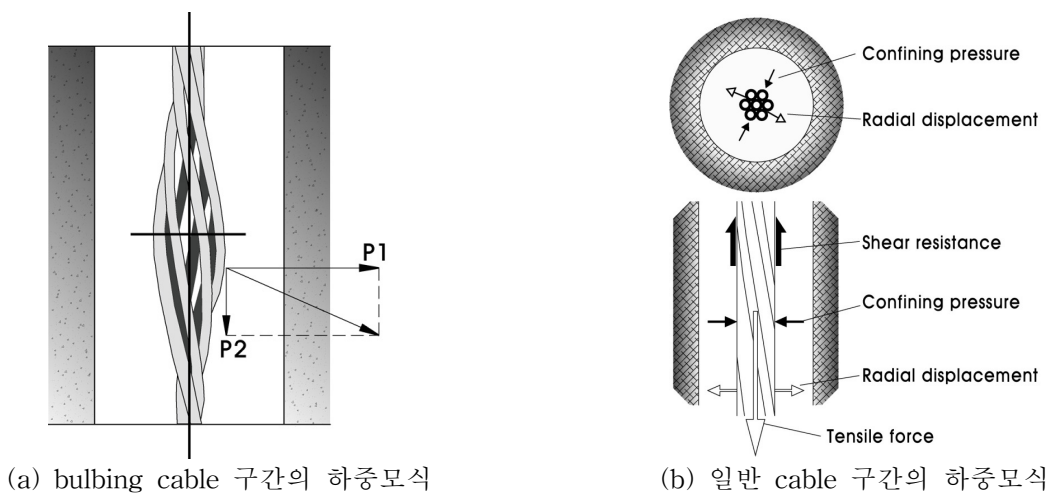 P1
P2
(a) bulbing cable 구간의 하중모식
Confining pressure
Radial displacement
Shear resistance
Confining pressure
Radial displacement
Tensile force
(b) 일반 cable 구간의 하중모식